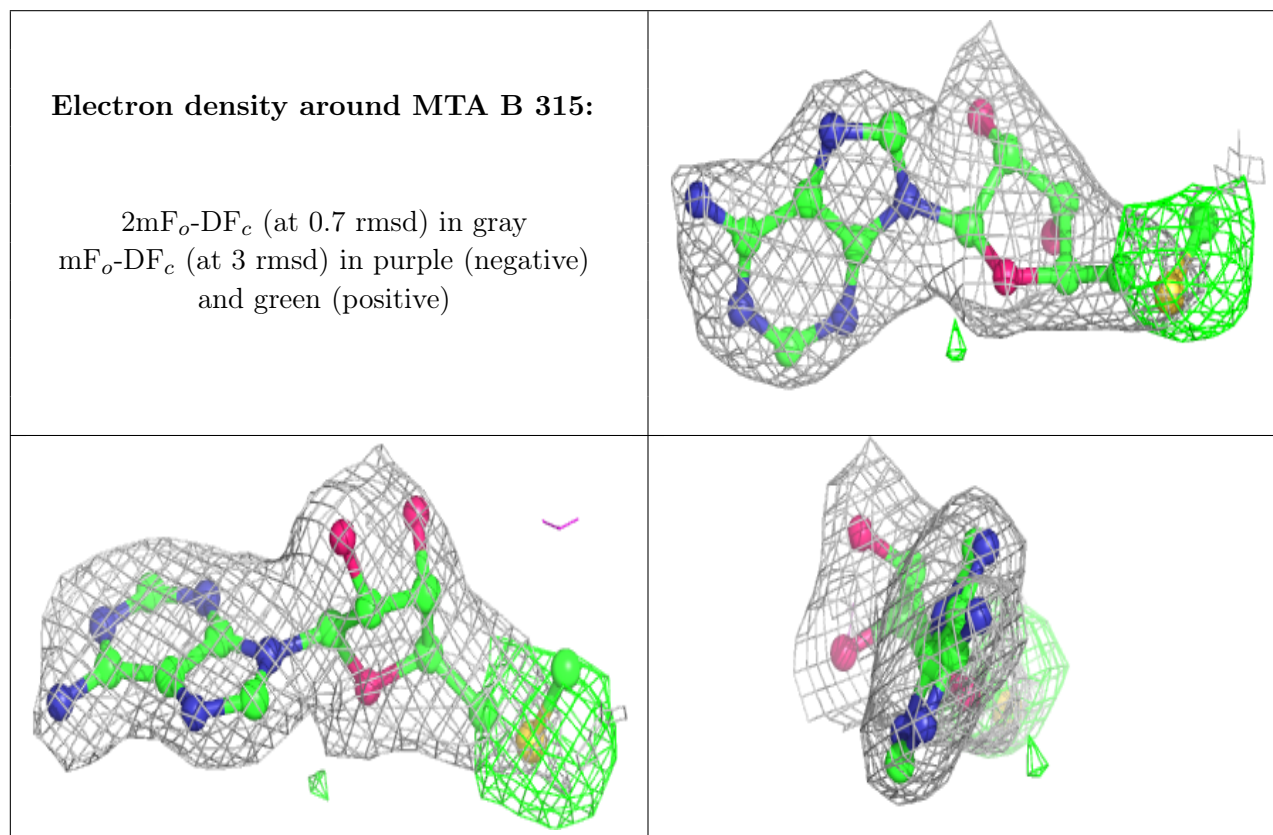 Electron density around MTA B 315:
2mFo-DFc (at 0.7 rmsd) in gray
mFo-DFc (at 3 rmsd) in purple (negative)
and green (positive)